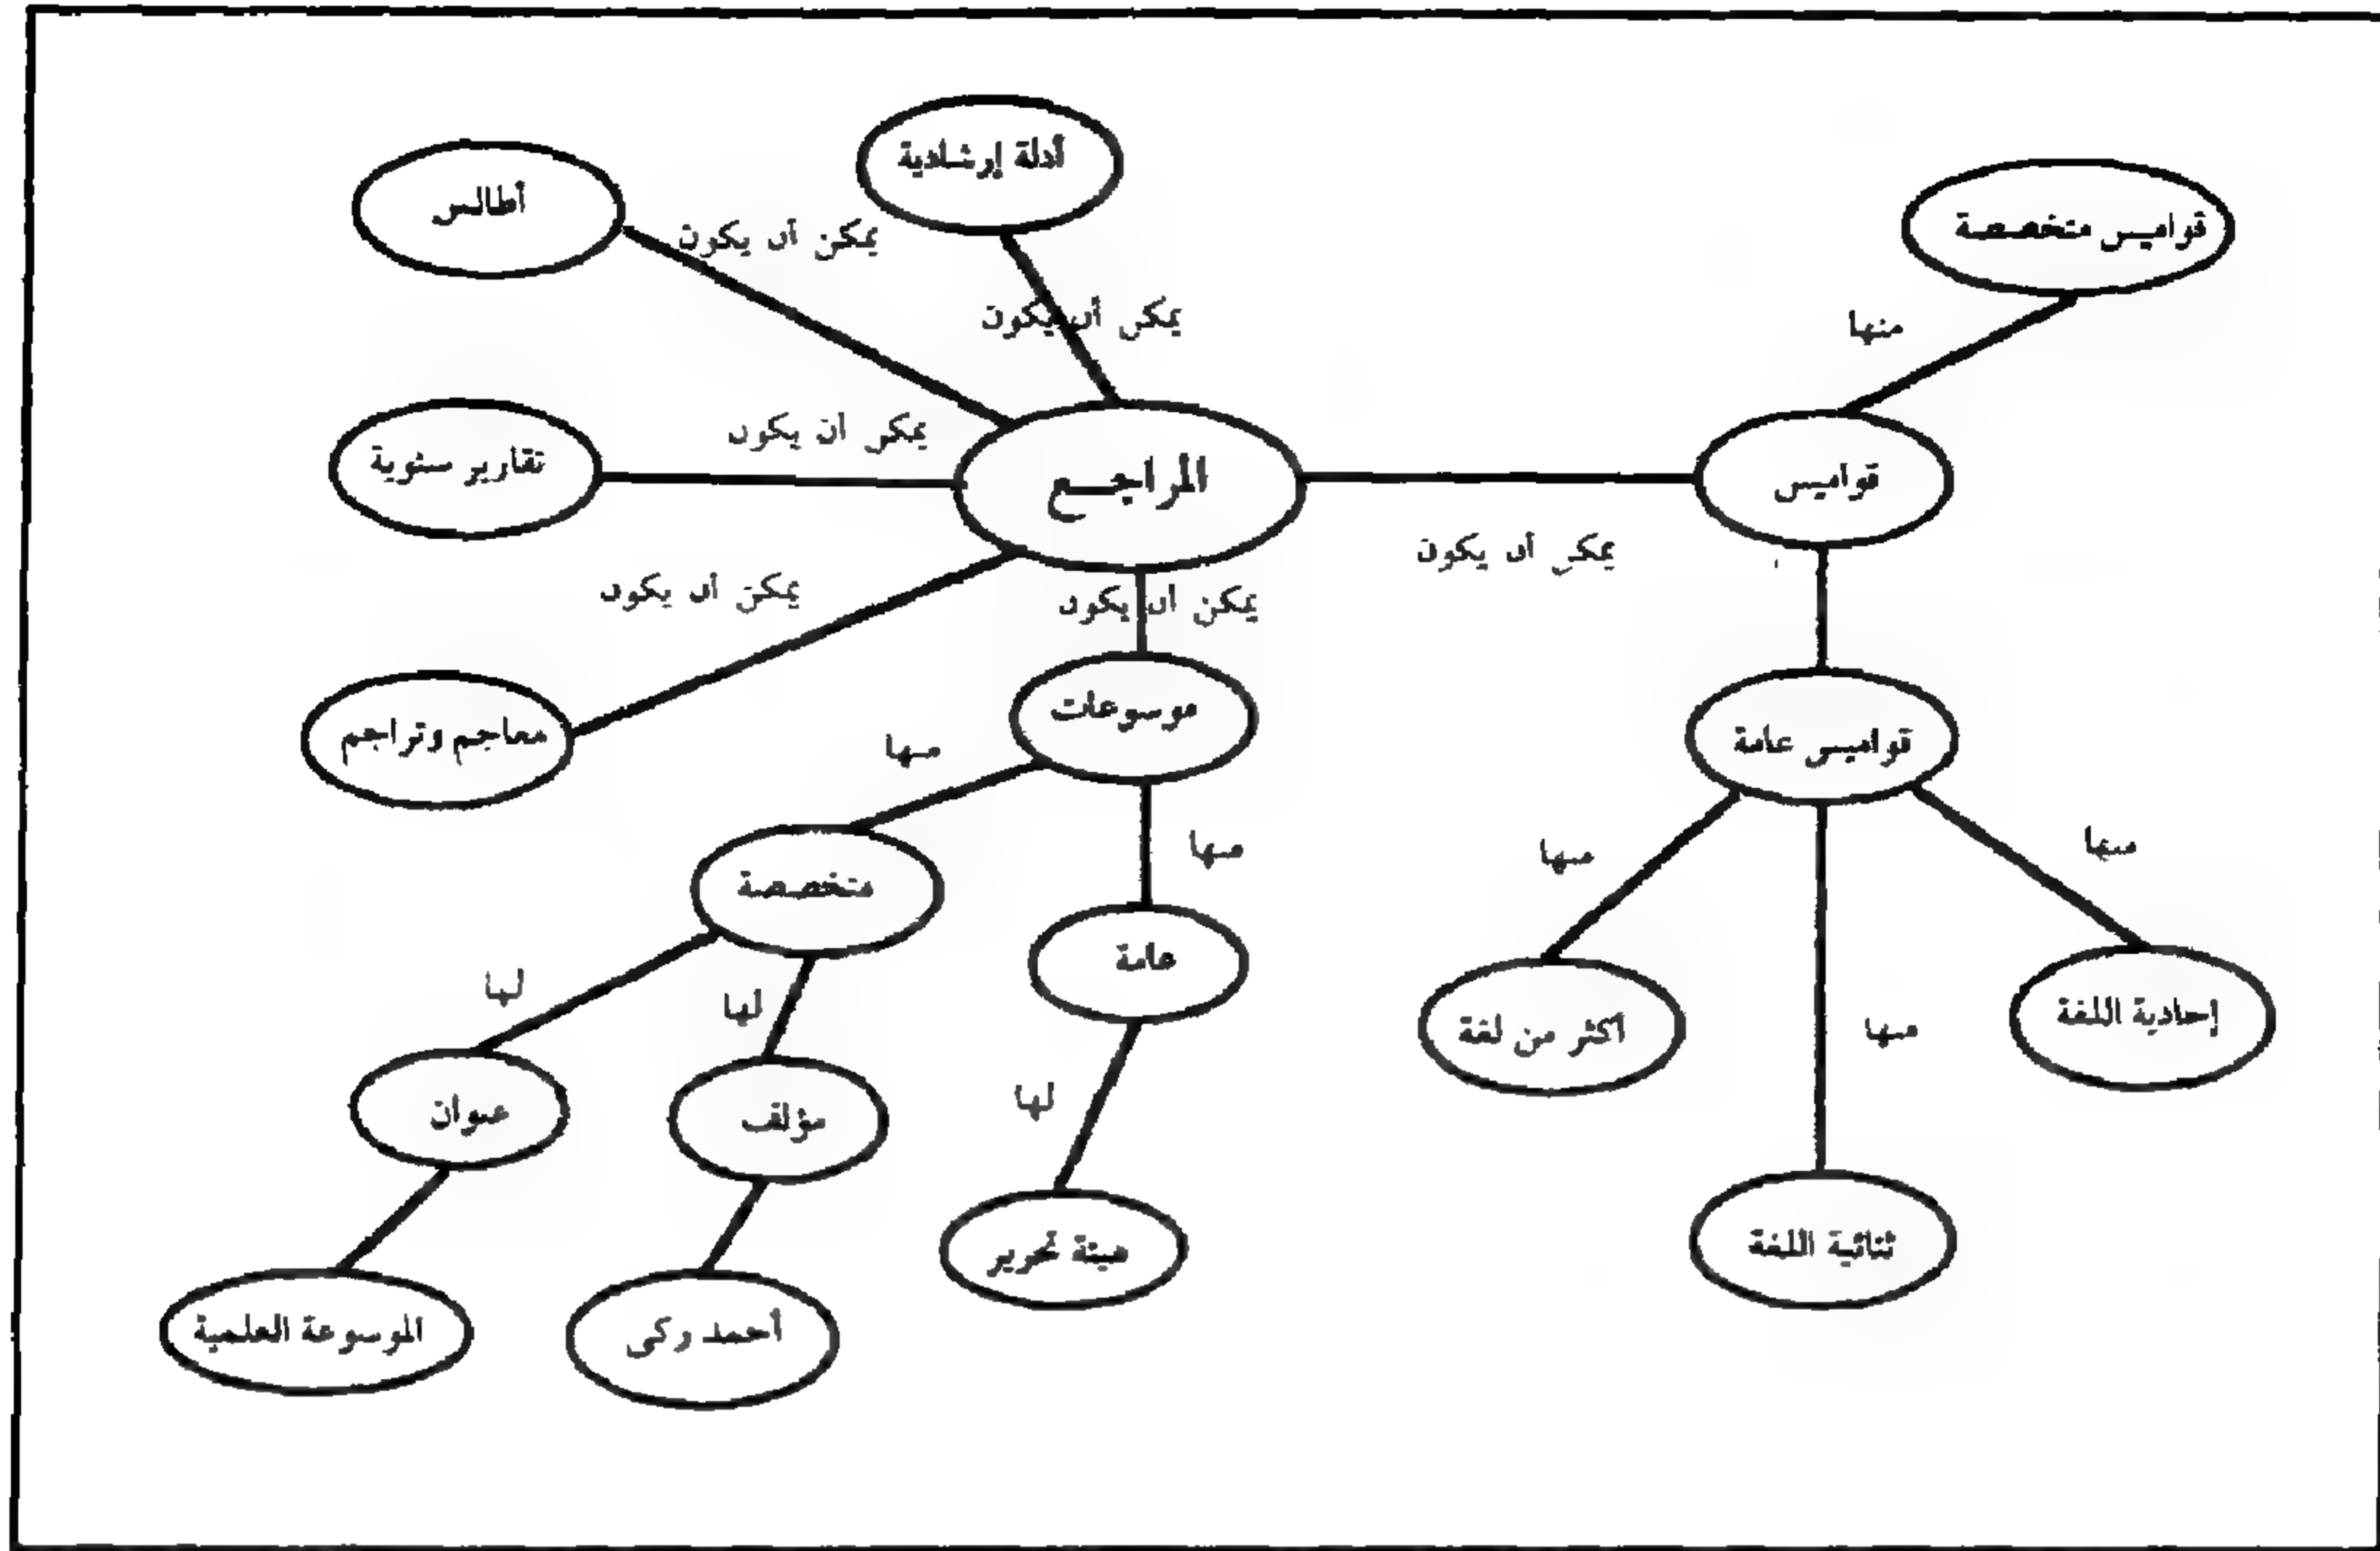 أدلة إرشادية
أطالس
قواميس متخصصة
يمكن أن يكون
يمكن أن يكون
منها
يمكن أن يكون
تقارير سنوية
المراجع
قواميس
يمكن أن يكون
يمكن أن يكون
يمكن أن يكون
موسوعات
معاجم وتراجم
قواميس عامة
منها
منها
منها
منها
متخصصة
عامة
لها
لها
إحادية اللغة
أكثر من لغة
منها
لها
عنوان
مؤلف
هيئة تحرير
ثنائية اللغة
الموسوعة العلمية
أحمد زكى